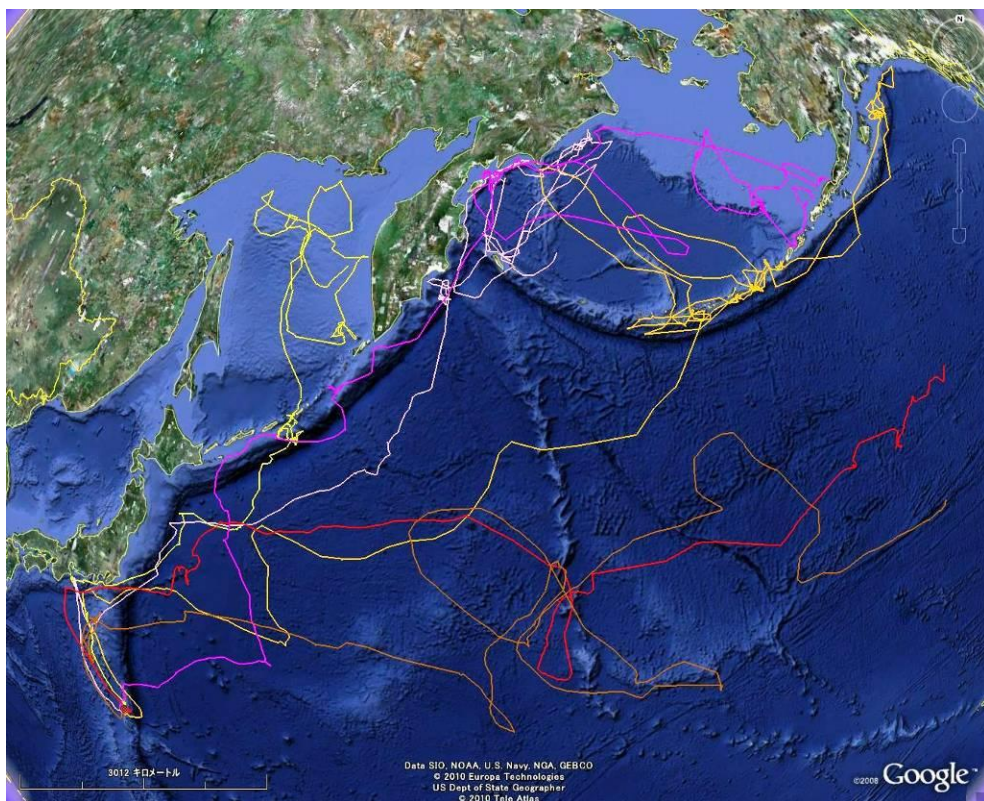 N
3012 キロメートル
Data SIO, NOAA, U.S. Navy, NGA, GEBCO
© 2010 Europa Technologies
US Dept of State Geographer
© 2010 Tele Atlas
©2008 Google